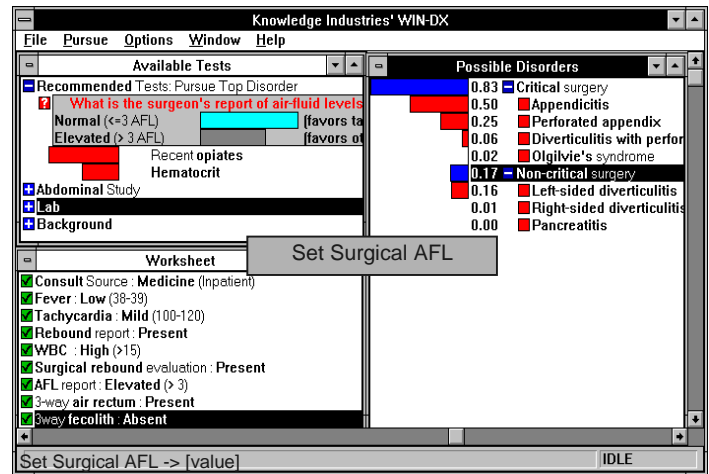 Knowledge Industries' WIN-DX
File Pursue Options Window Help
Available Tests
Recommended Tests: Pursue Top Disorder
? What is the surgeon's report of air-fluid levels
Normal (<=3 AFL) (favors ta
Elevated (> 3 AFL) (favors ot
Recent opiates
Hematocrit
Abdominal Study
Lab
Background
Worksheet
Consult Source : Medicine (Inpatient)
Fever : Low (38-39)
Tachycardia : Mild (100-120)
Rebound report : Present
WBC : High (>15)
Surgical rebound evaluation : Present
AFL report : Elevated (> 3)
3-way air rectum : Present
3way fecolith : Absent
Possible Disorders
0.83 Critical surgery
0.50 Appendicitis
0.25 Perforated appendix
0.06 Diverticulitis with perfor
0.02 Olgilvie's syndrome
0.17 Non-critical surgery
0.16 Left-sided diverticulitis
0.01 Right-sided diverticulitis
0.00 Pancreatitis
Set Surgical AFL
Set Surgical AFL -> [value]
IDLE